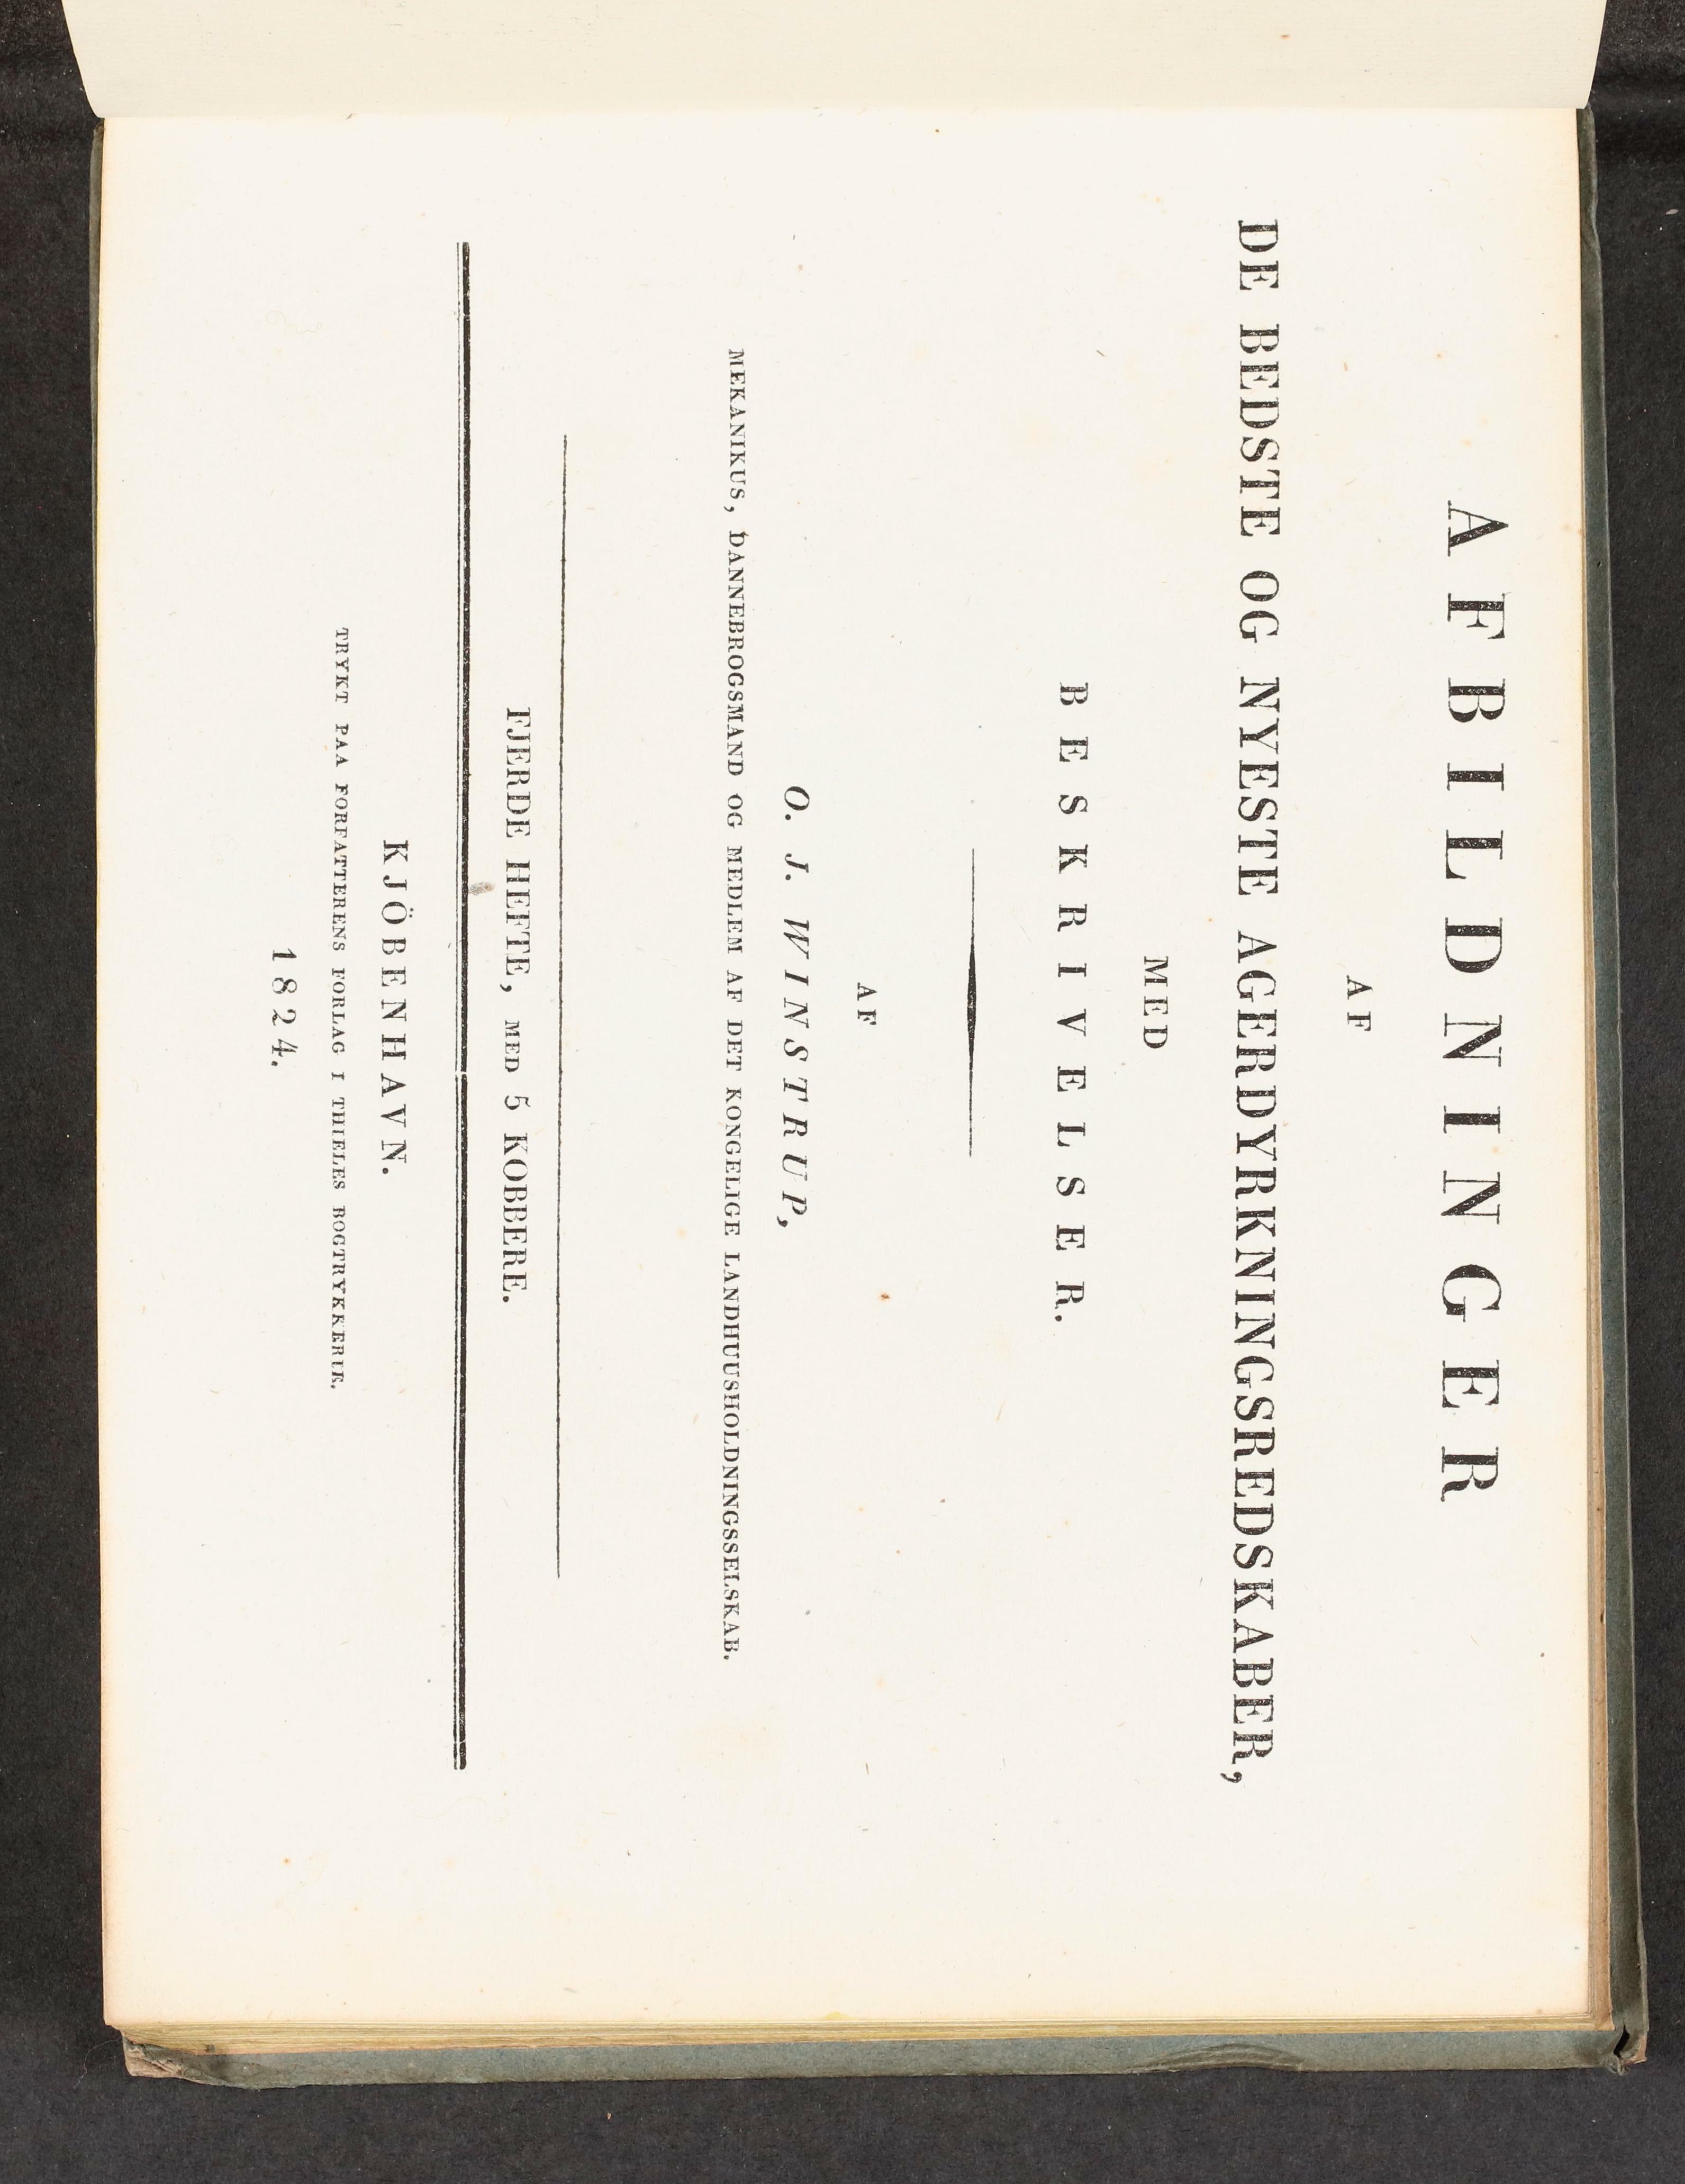 AFBILDNINGER
AF
DE BEDSTE OG NYESTE AGERDYRKNINGSREDSKABER,
MED
BESKRIVELSER.
AF
O. J. WINSTRUP,
MEKANIKUS, DANNEBROGSMAND OG MEDLEM AF DET KONGELIGE LANDHUUSHOLDNINGSSELSKAB.
FJERDE HEFTE, MED 5 KOBBERE.
KJÖBENHAVN.
TRYKT PAA FORFATTERENS FORLAG I THIELES BOGTRYKKERIE.
1824.